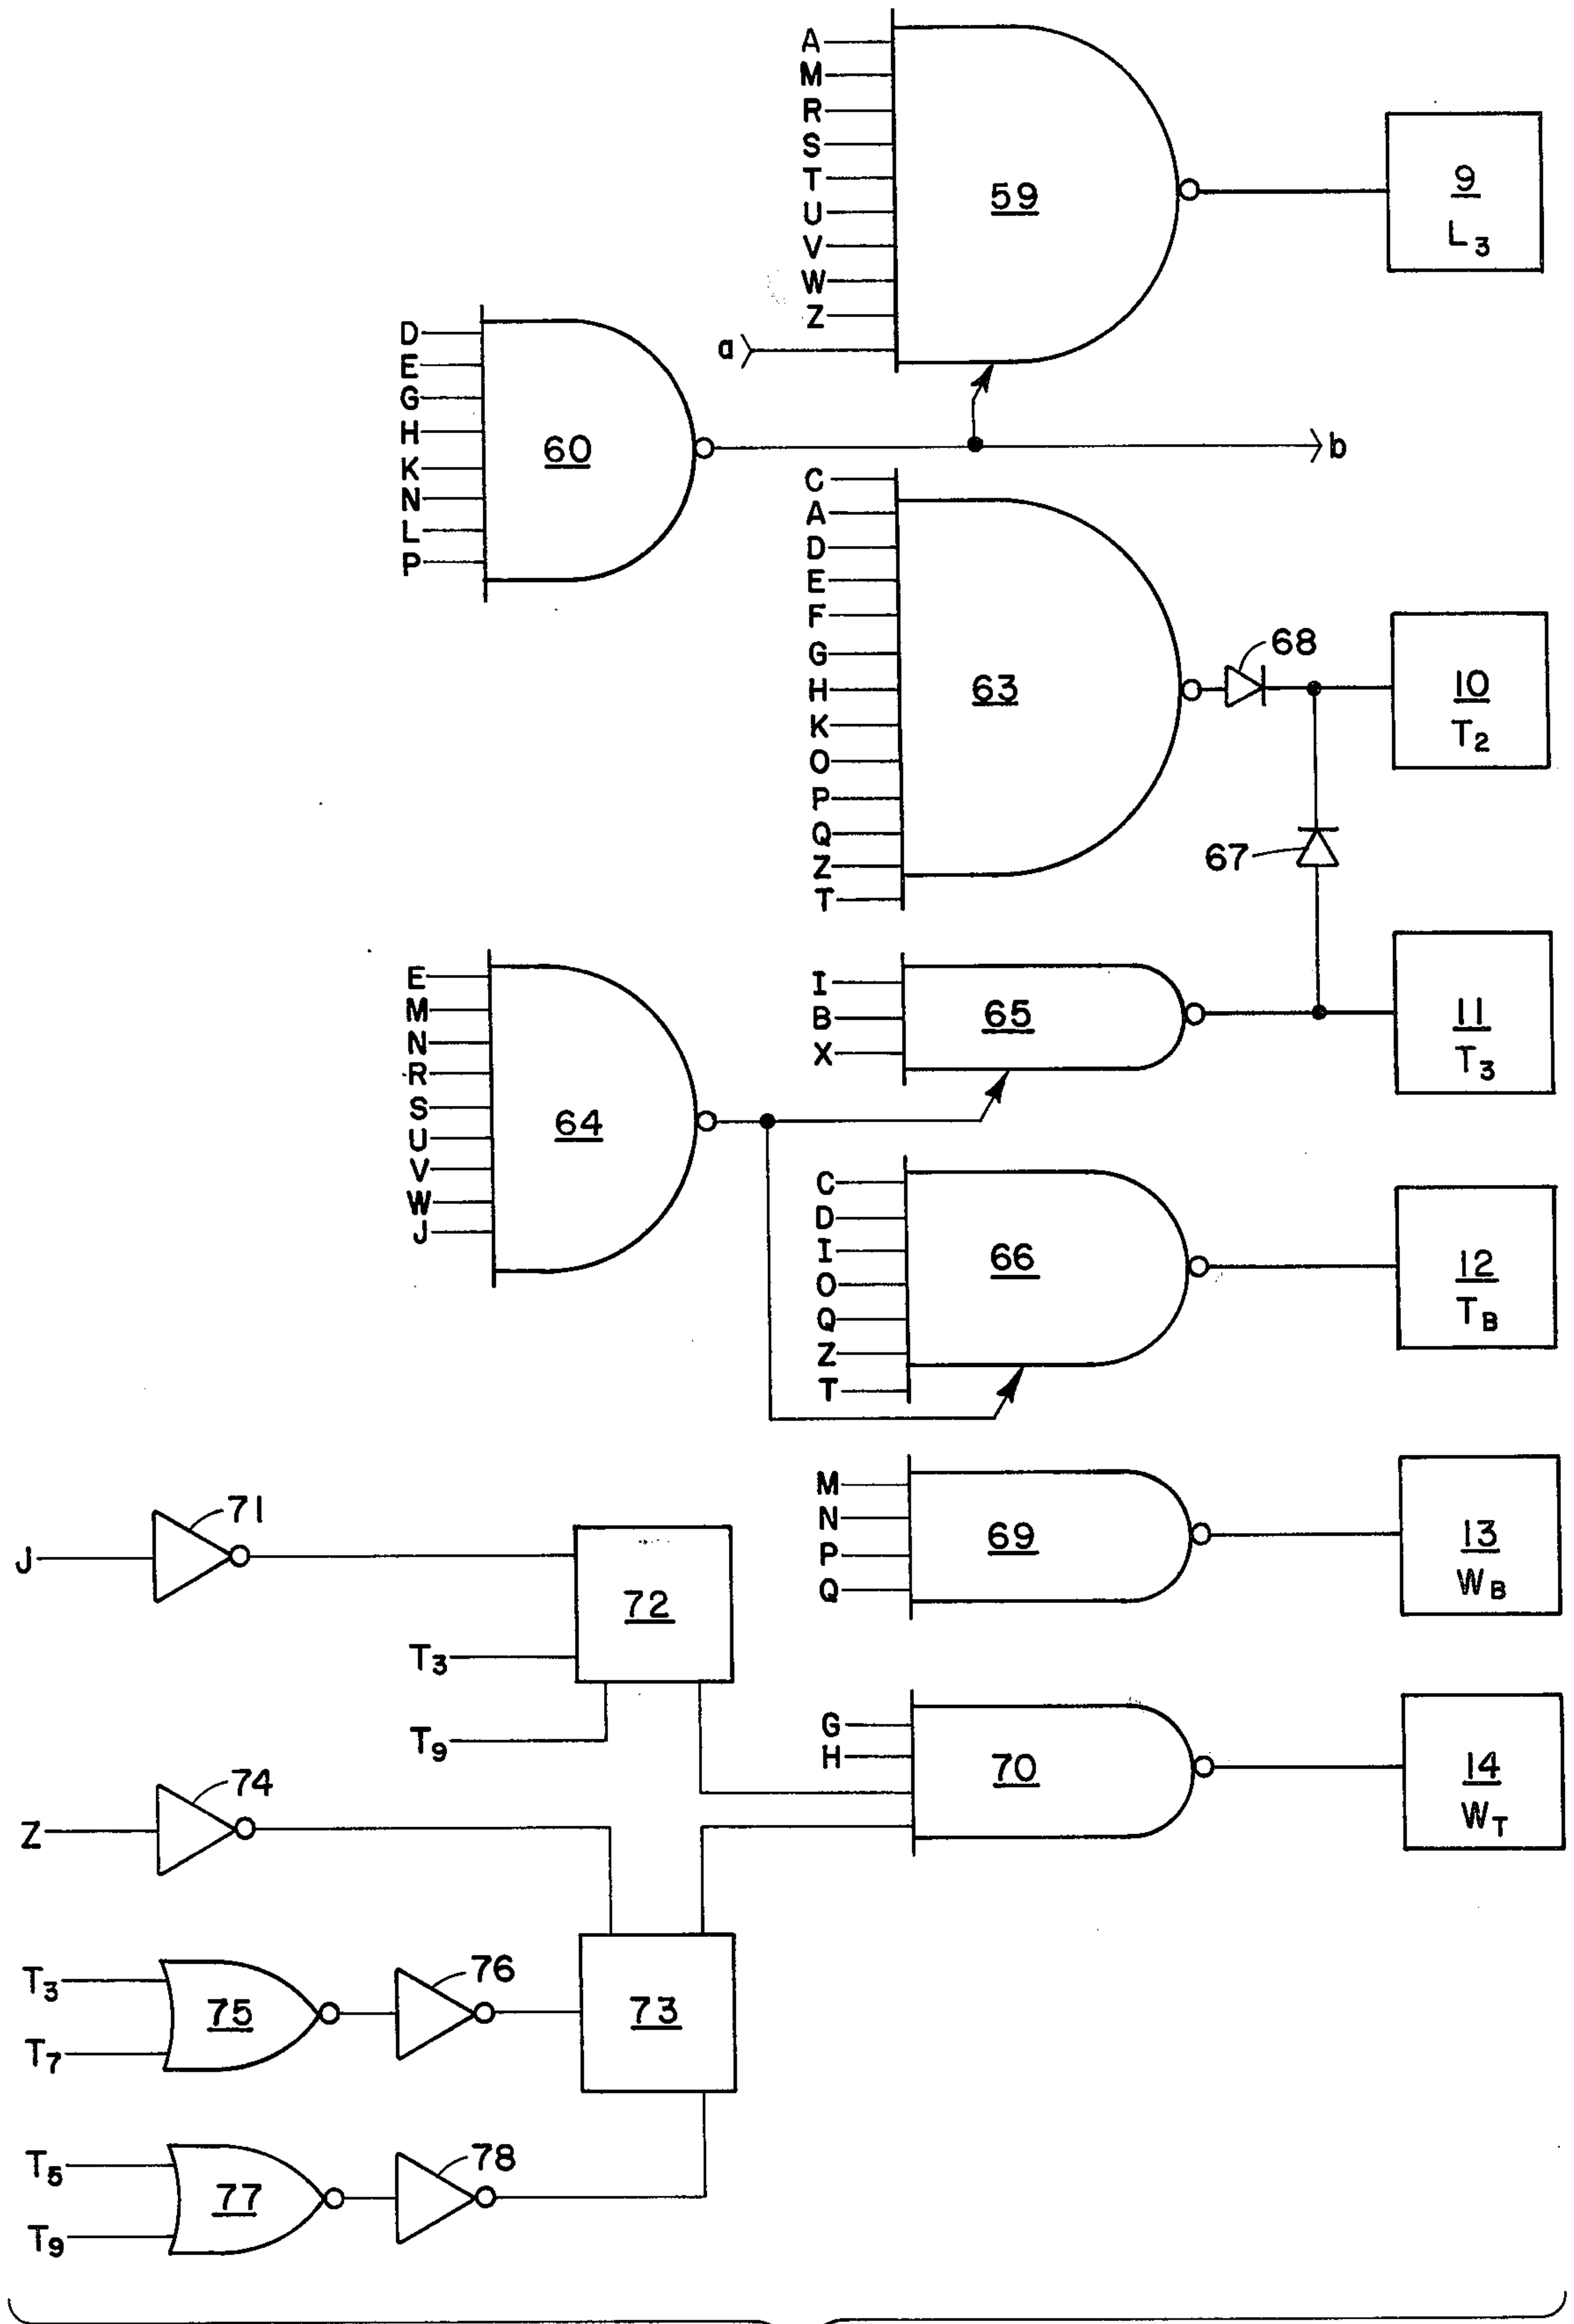 A
M
R
S
T
U
V
W
Z
a
59
9
L3
D
E
G
H
K
N
L
P
60
b
C
A
D
E
F
G
H
K
O
P
Q
Z
T
63
68
10
T2
67
E
M
N
R
S
U
V
W
J
64
I
B
X
65
11
T3
C
D
I
O
Q
Z
T
66
12
TB
M
N
P
Q
69
13
WB
J
71
72
T3
T9
G
H
70
14
WT
Z
74
T3
T7
75
76
73
T5
T9
77
78